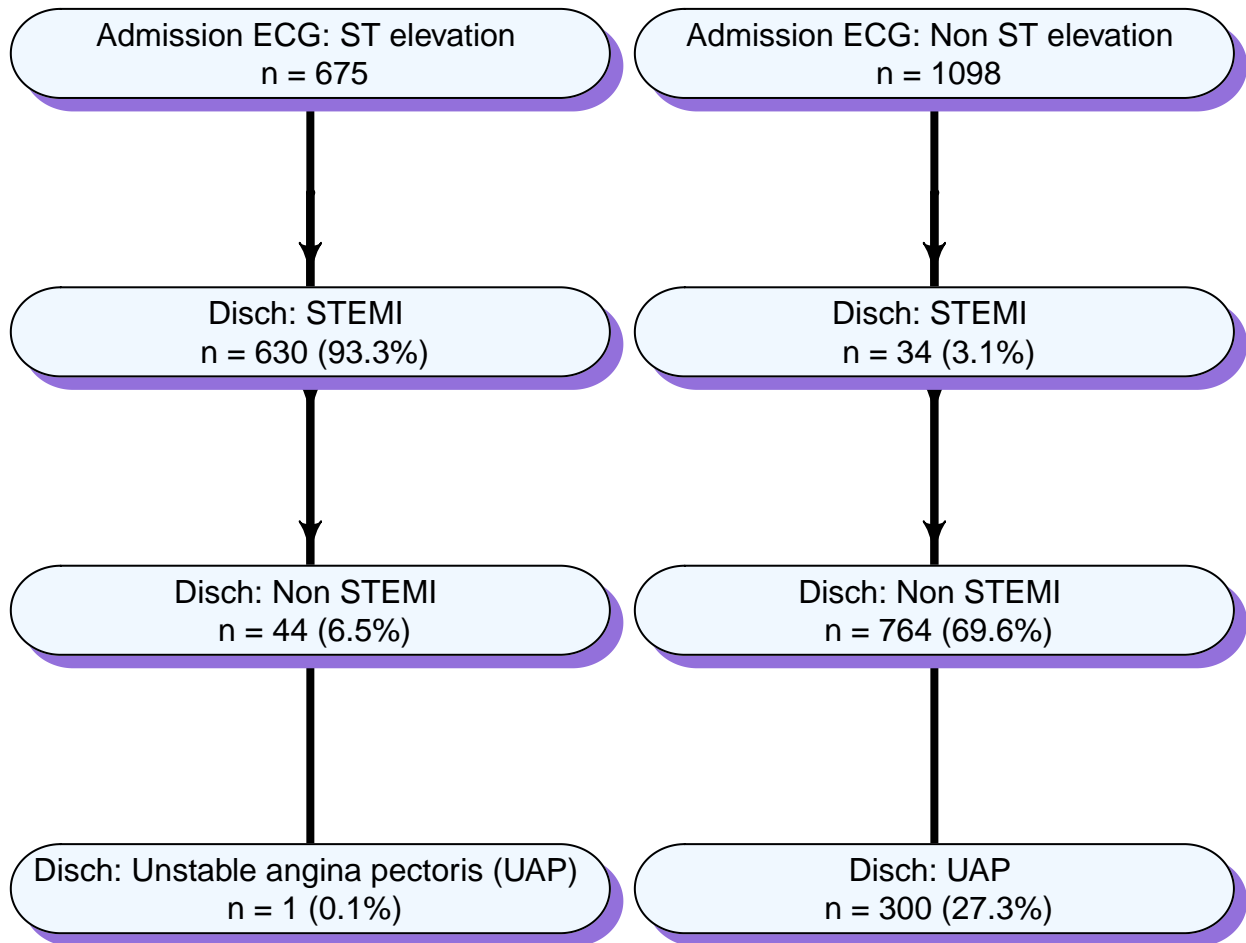 Admission ECG: ST elevation
n = 675
Admission ECG: Non ST elevation
n = 1098
Disch: STEMI
n = 630 (93.3%)
Disch: STEMI
n = 34 (3.1%)
Disch: Non STEMI
n = 44 (6.5%)
Disch: Non STEMI
n = 764 (69.6%)
Disch: Unstable angina pectoris (UAP)
n = 1 (0.1%)
Disch: UAP
n = 300 (27.3%)